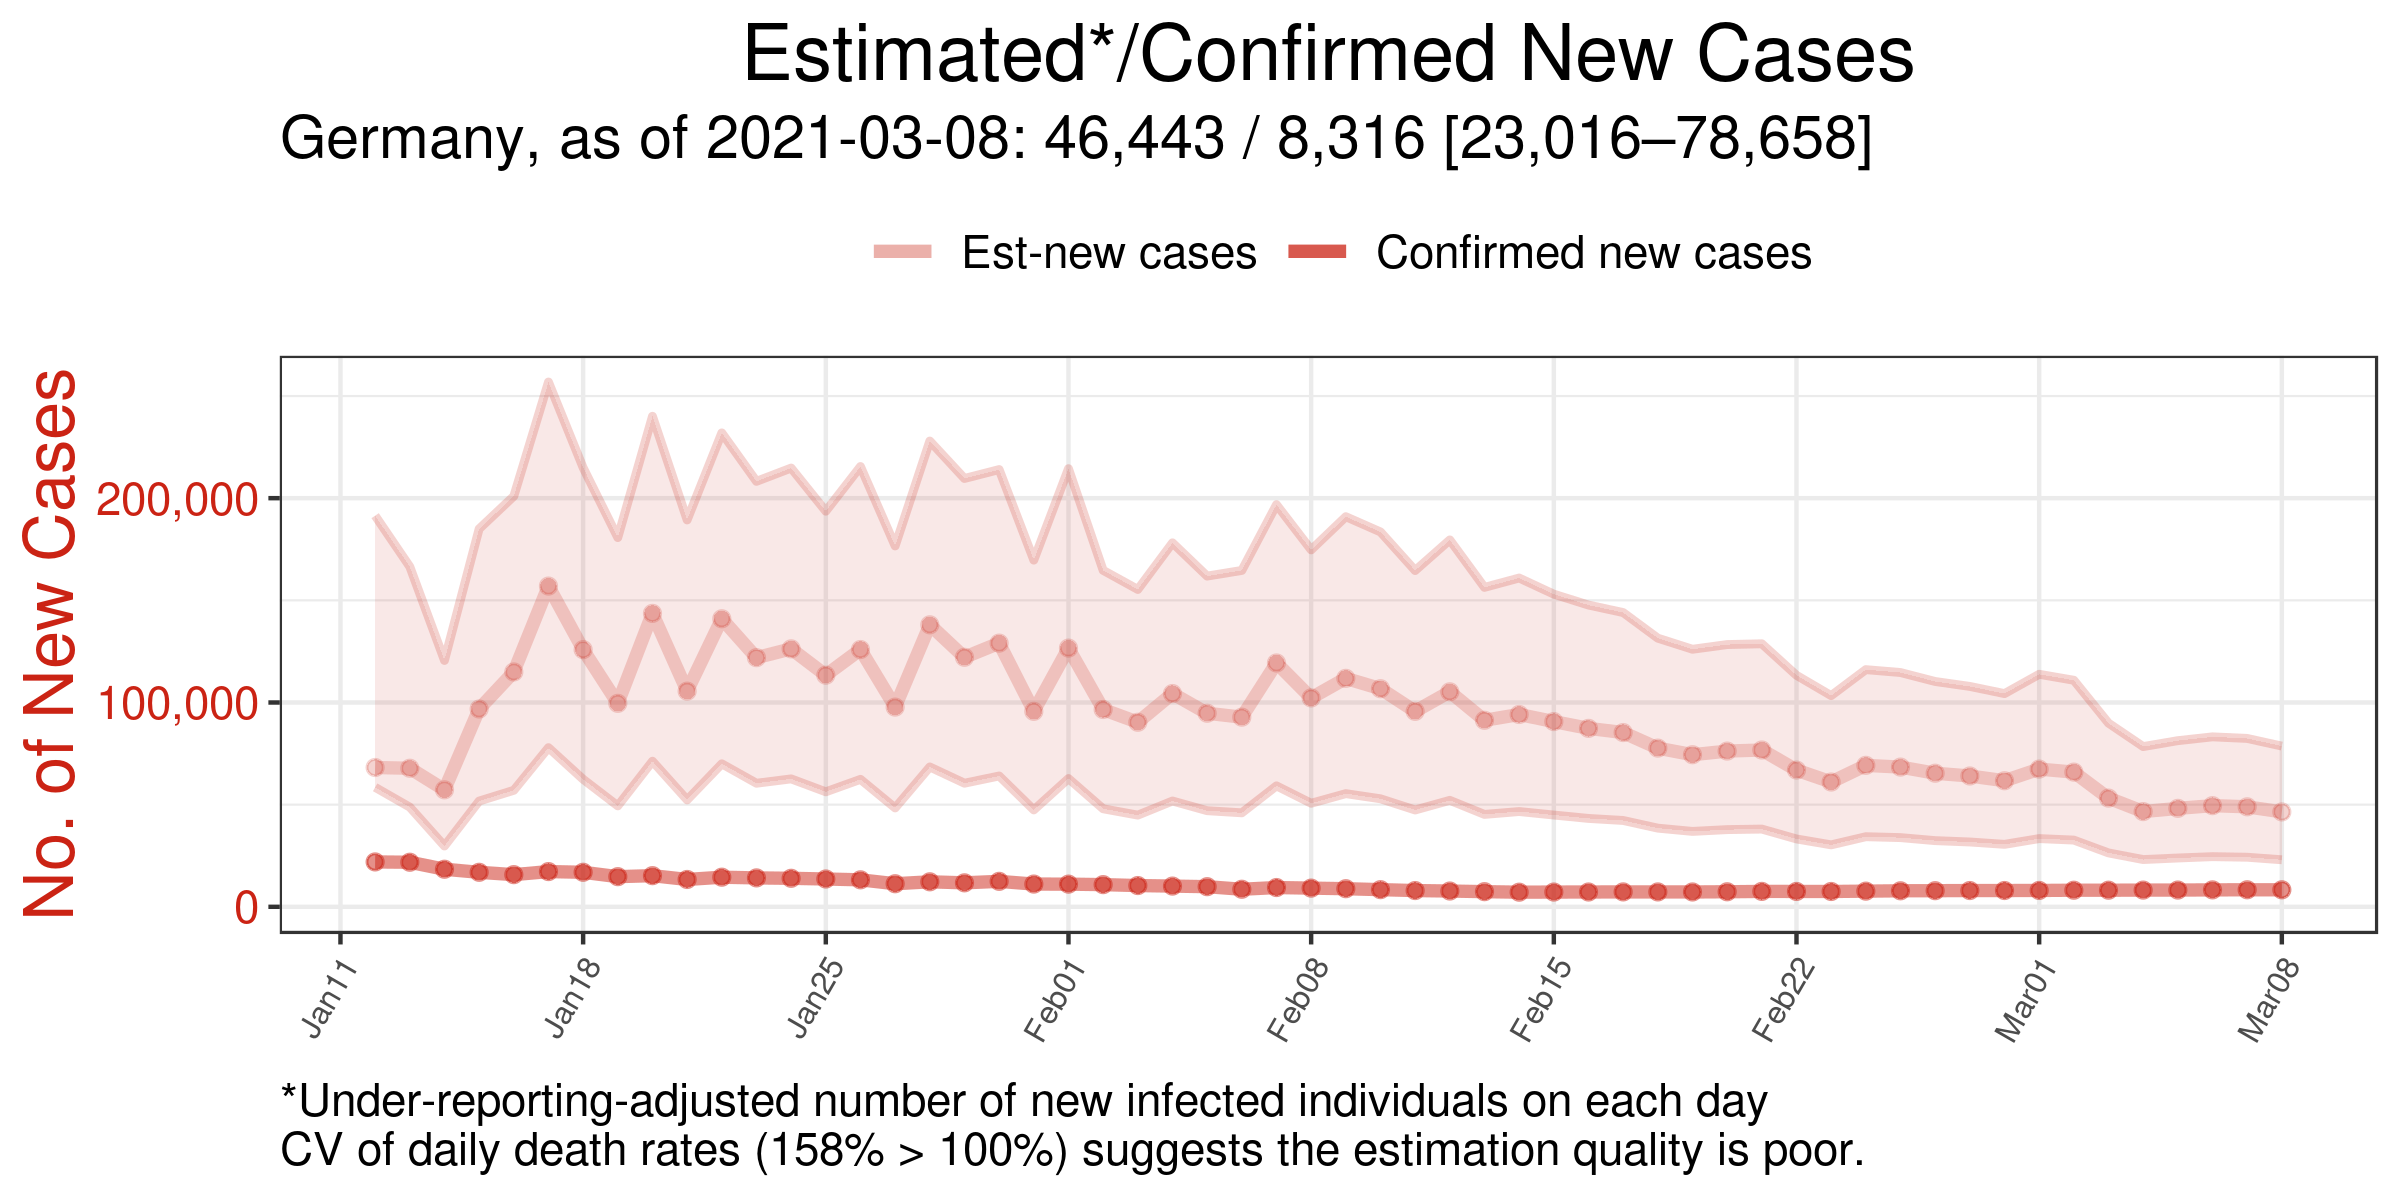 Estimated*/Confirmed New Cases
Germany, as of 2021-03-08: 46,443 / 8,316 [23,016–78,658]
Est-new cases
Confirmed new cases
No. of New Cases
200,000
100,000
0
Jan11
Jan18
Jan25
Feb01
Feb08
Feb15
Feb22
Mar01
Mar08
*Under-reporting-adjusted number of new infected individuals on each day
CV of daily death rates (158% > 100%) suggests the estimation quality is poor.